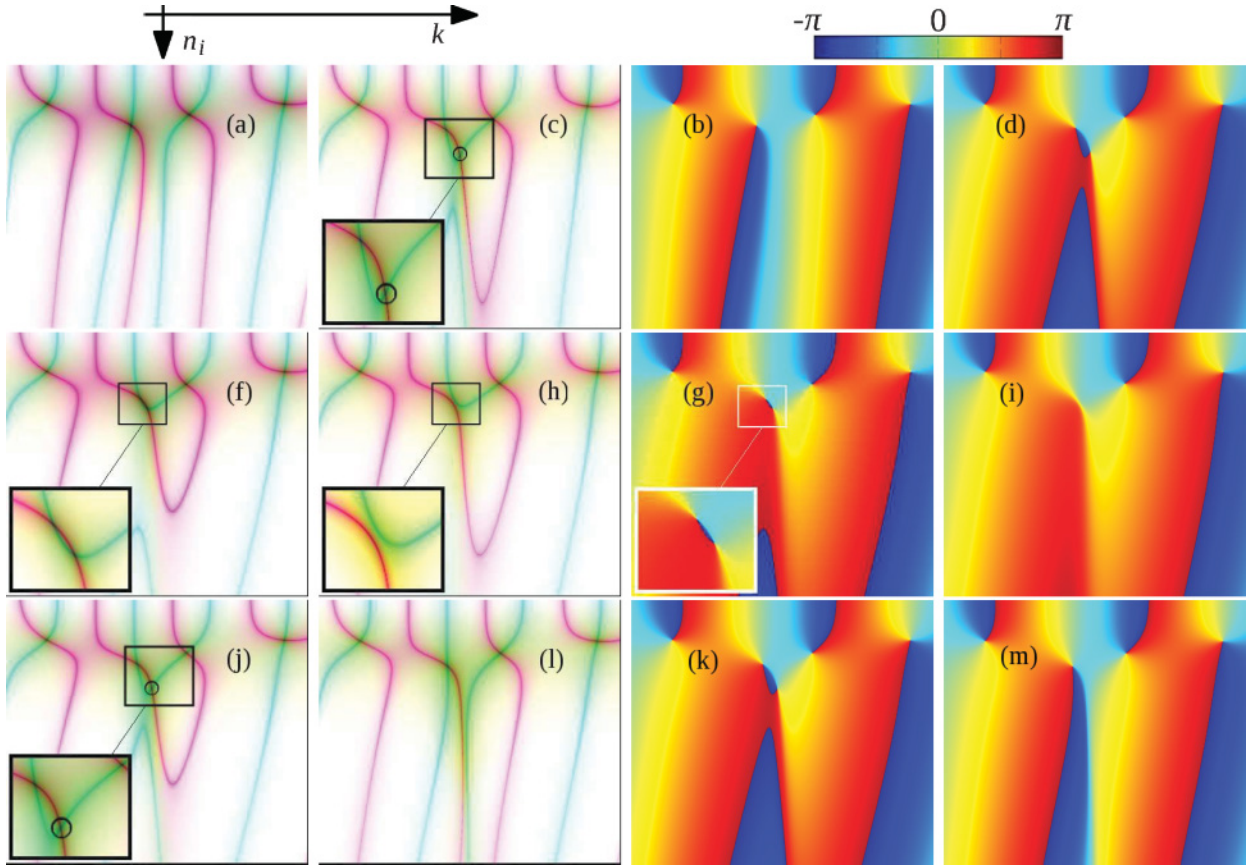 -π 0 π
n_i k
(a) (c) (b) (d)
(f) (h) (g) (i)
(j) (l) (k) (m)